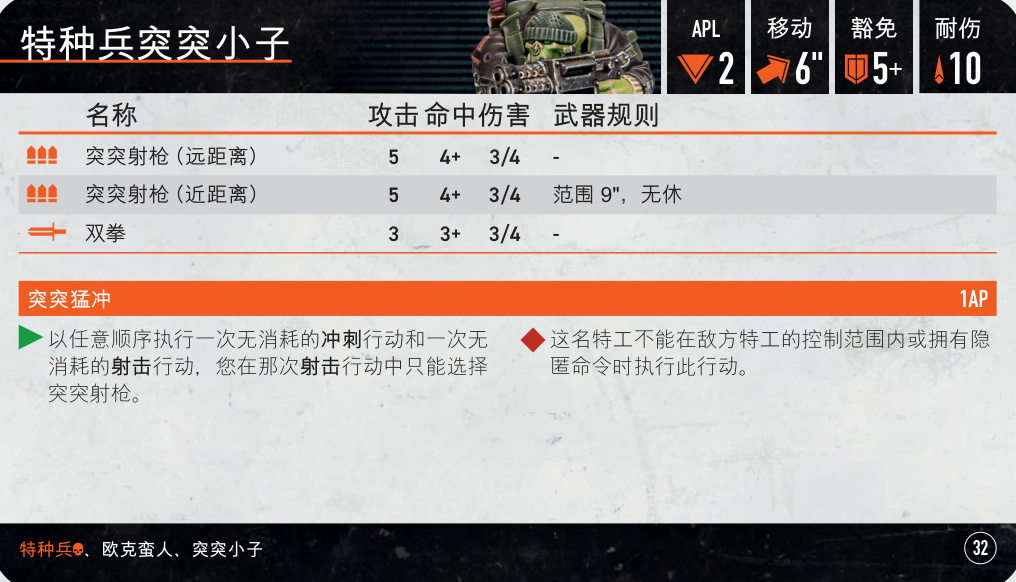 特种兵突突小子
APL 移动 豁免 耐伤
2 6" 5+ 10
名称 攻击 命中 伤害 武器规则
突突射枪（远距离） 5 4+ 3/4 -
突突射枪（近距离） 5 4+ 3/4 范围 9"，无休
双拳 3 3+ 3/4 -
突突猛冲 1AP
以任意顺序执行一次无消耗的冲刺行动和一次无
消耗的射击行动，您在那次射击行动中只能选择
突突射枪。
这名特工不能在敌方特工的控制范围内或拥有隐
匿命令时执行此行动。
特种兵、欧克蛮人、突突小子
32